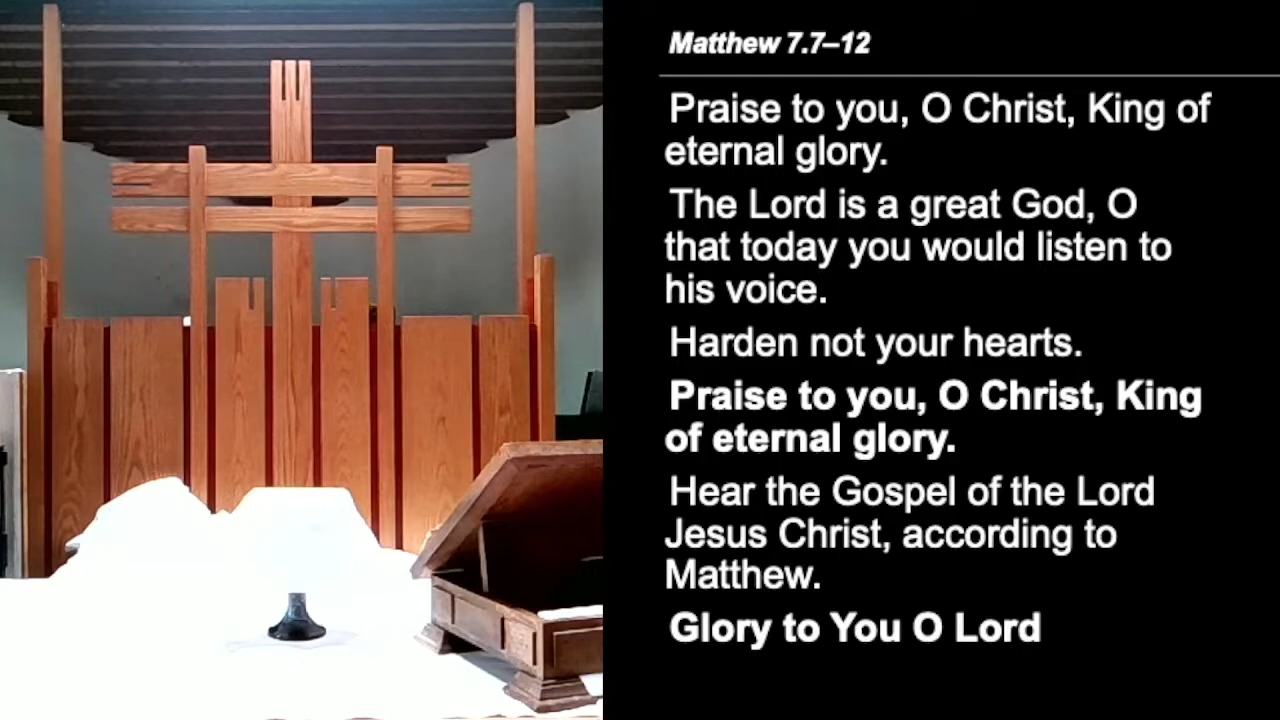 Matthew 7.7–12
Praise to you, O Christ, King of
eternal glory.
The Lord is a great God, O
that today you would listen to
his voice.
Harden not your hearts.
Praise to you, O Christ, King
of eternal glory.
Hear the Gospel of the Lord
Jesus Christ, according to
Matthew.
Glory to You O Lord